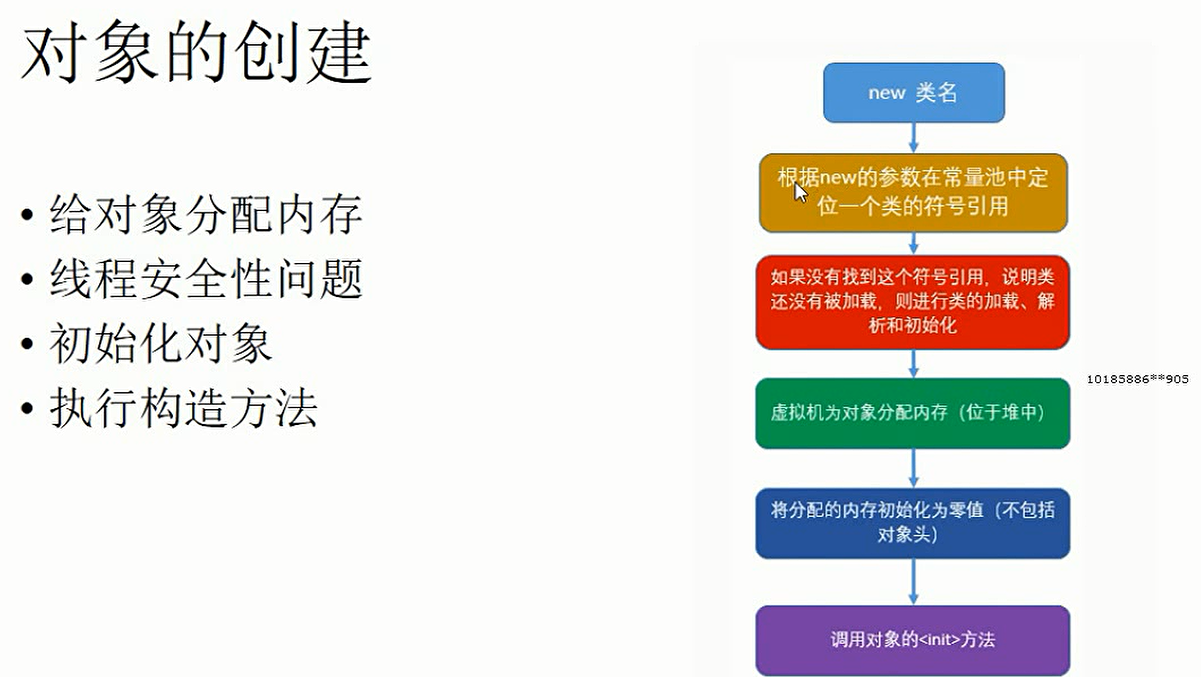 对象的创建
• 给对象分配内存
• 线程安全性问题
• 初始化对象
• 执行构造方法
new 类名
根据new的参数在常量池中定
位一个类的符号引用
如果没有找到这个符号引用，说明类
还没有被加载，则进行类的加载、解
析和初始化
10185886**905
虚拟机为对象分配内存（位于堆中）
将分配的内存初始化为零值（不包括
对象头）
调用对象的<init>方法